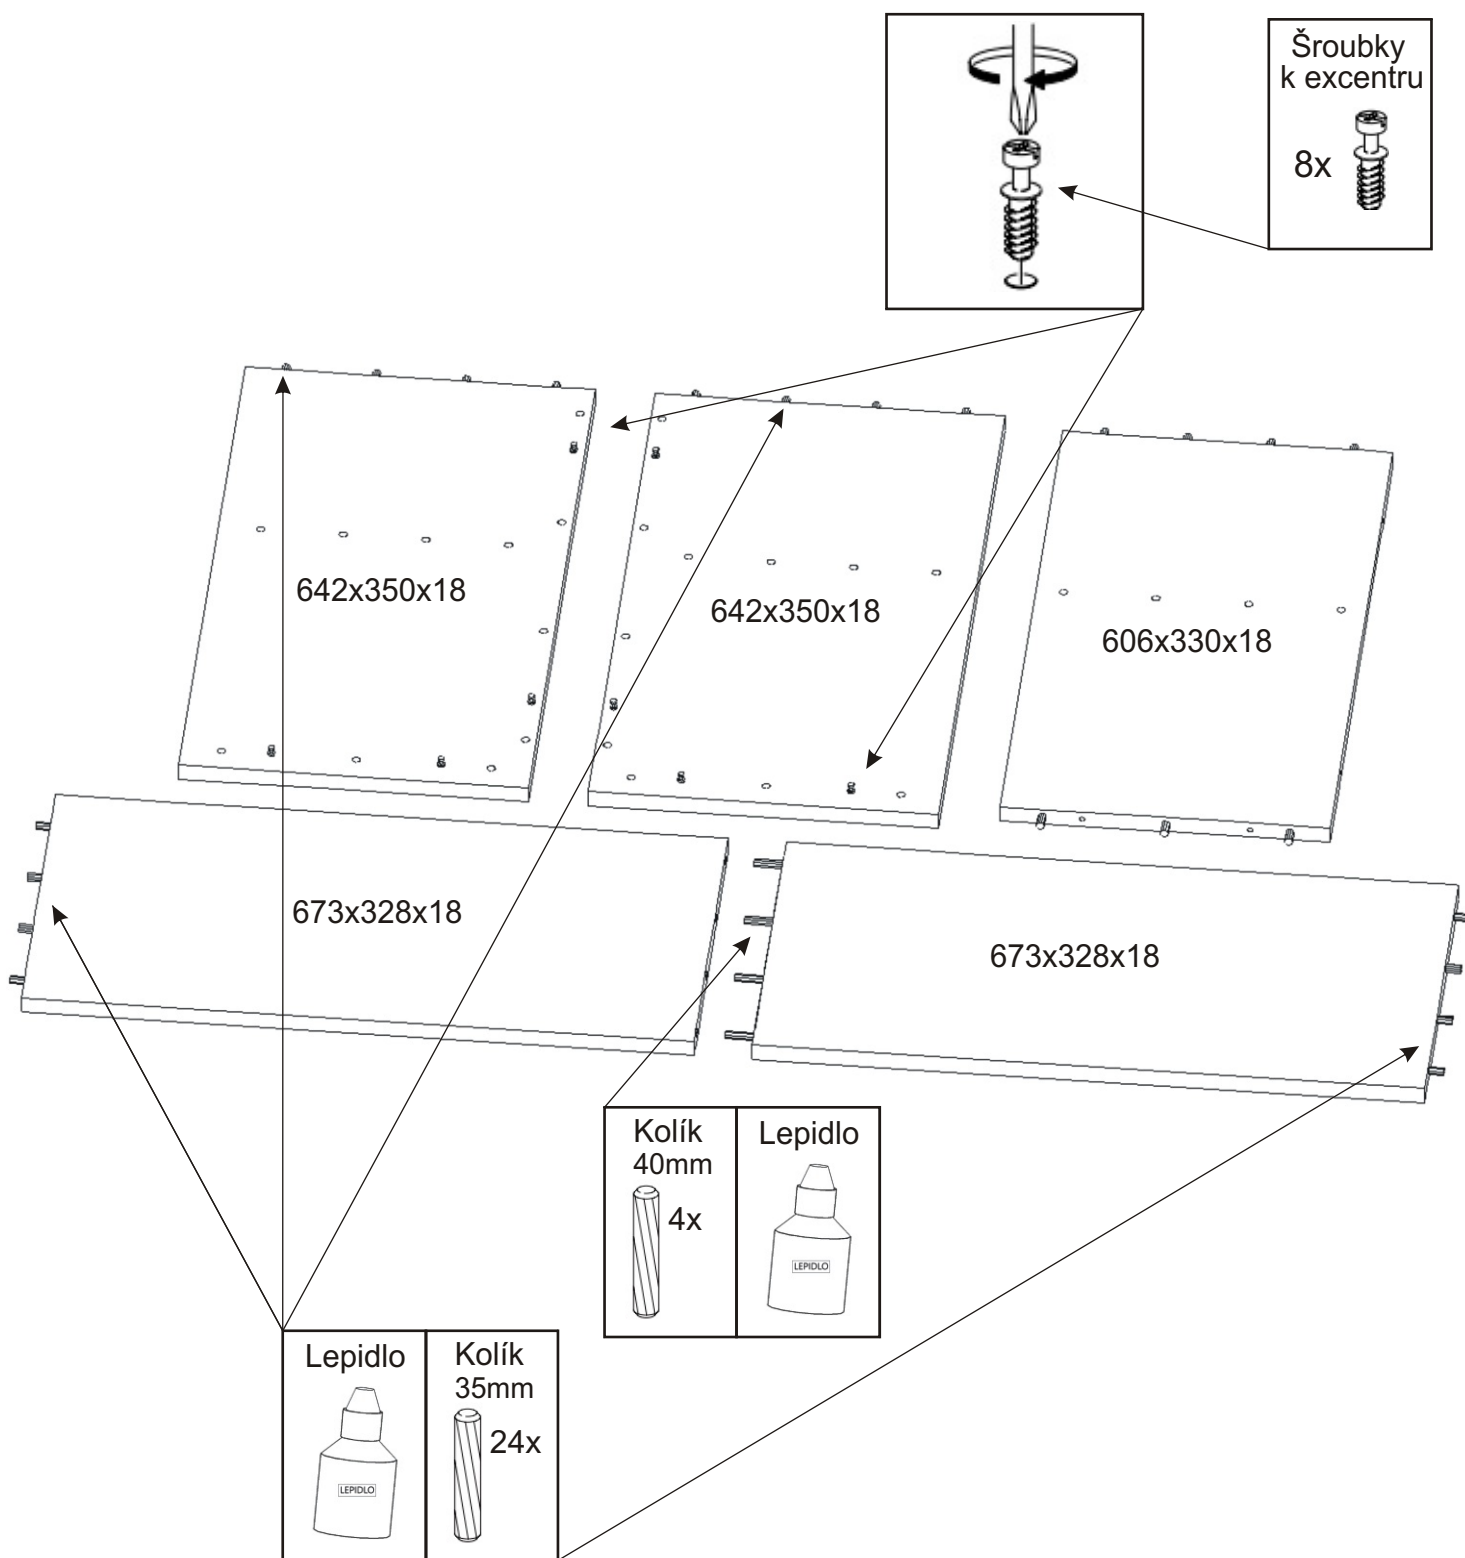 Šroubky
k excentru
8x
642x350x18
642x350x18
606x330x18
673x328x18
673x328x18
Kolík
40mm
4x
Lepidlo
LEPIDLO
Lepidlo
LEPIDLO
Kolík
35mm
24x